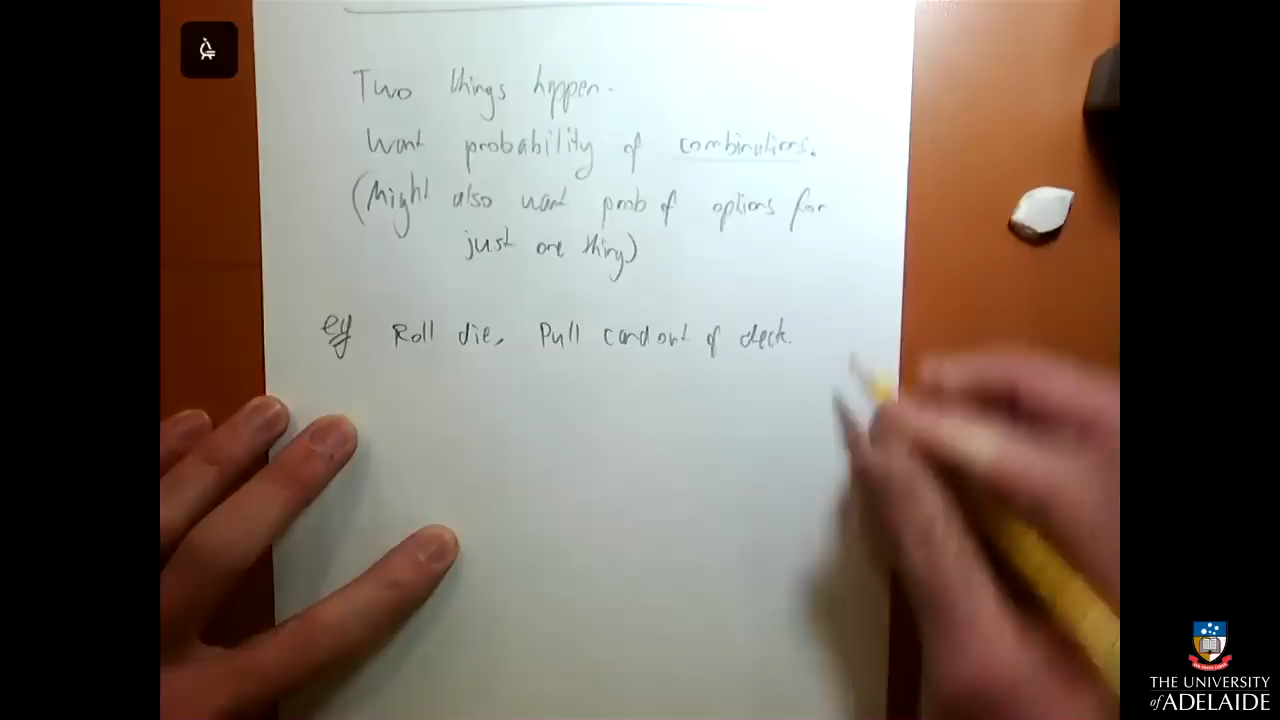 Two things happen.
Want probability of combinations.
(Might also want prob of options for
just one thing)
eg Roll die, Pull card out of deck.
THE UNIVERSITY
of ADELAIDE